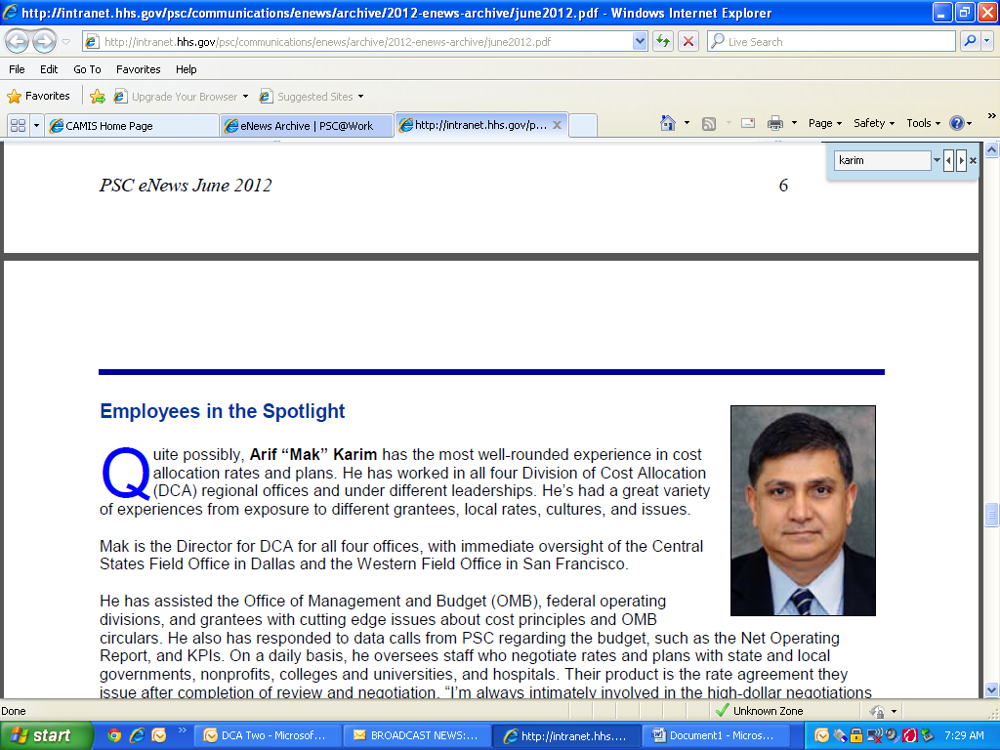 http://intranet.hhs.gov/psc/communications/enews/archive/2012-enews-archive/june2012.pdf - Windows Internet Explorer
http://intranet.hhs.gov/psc/communications/enews/archive/2012-enews-archive/june2012.pdf
Live Search
File Edit Go To Favorites Help
Favorites Upgrade Your Browser Suggested Sites
CAMIS Home Page eNews Archive | PSC@Work http://intranet.hhs.gov/p... Page Safety Tools
karim
PSC eNews June 2012 6
Employees in the Spotlight
Quite possibly, Arif “Mak” Karim has the most well-rounded experience in cost
allocation rates and plans. He has worked in all four Division of Cost Allocation
(DCA) regional offices and under different leaderships. He’s had a great variety
of experiences from exposure to different grantees, local rates, cultures, and issues.
Mak is the Director for DCA for all four offices, with immediate oversight of the Central
States Field Office in Dallas and the Western Field Office in San Francisco.
He has assisted the Office of Management and Budget (OMB), federal operating
divisions, and grantees with cutting edge issues about cost principles and OMB
circulars. He also has responded to data calls from PSC regarding the budget, such as the Net Operating
Report, and KPIs. On a daily basis, he oversees staff who negotiate rates and plans with state and local
governments, nonprofits, colleges and universities, and hospitals. Their product is the rate agreement they
issue after completion of review and negotiation. “I’m always intimately involved in the high-dollar negotiations
Done Unknown Zone
start DCA Two - Microsof... BROADCAST NEWS:... http://intranet.hhs.... Document1 - Micros... 7:29 AM